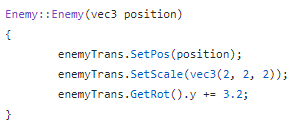 Enemy::Enemy(vec3 position)
{
        enemyTrans.SetPos(position);
        enemyTrans.SetScale(vec3(2, 2, 2));
        enemyTrans.GetRot().y += 3.2;
}